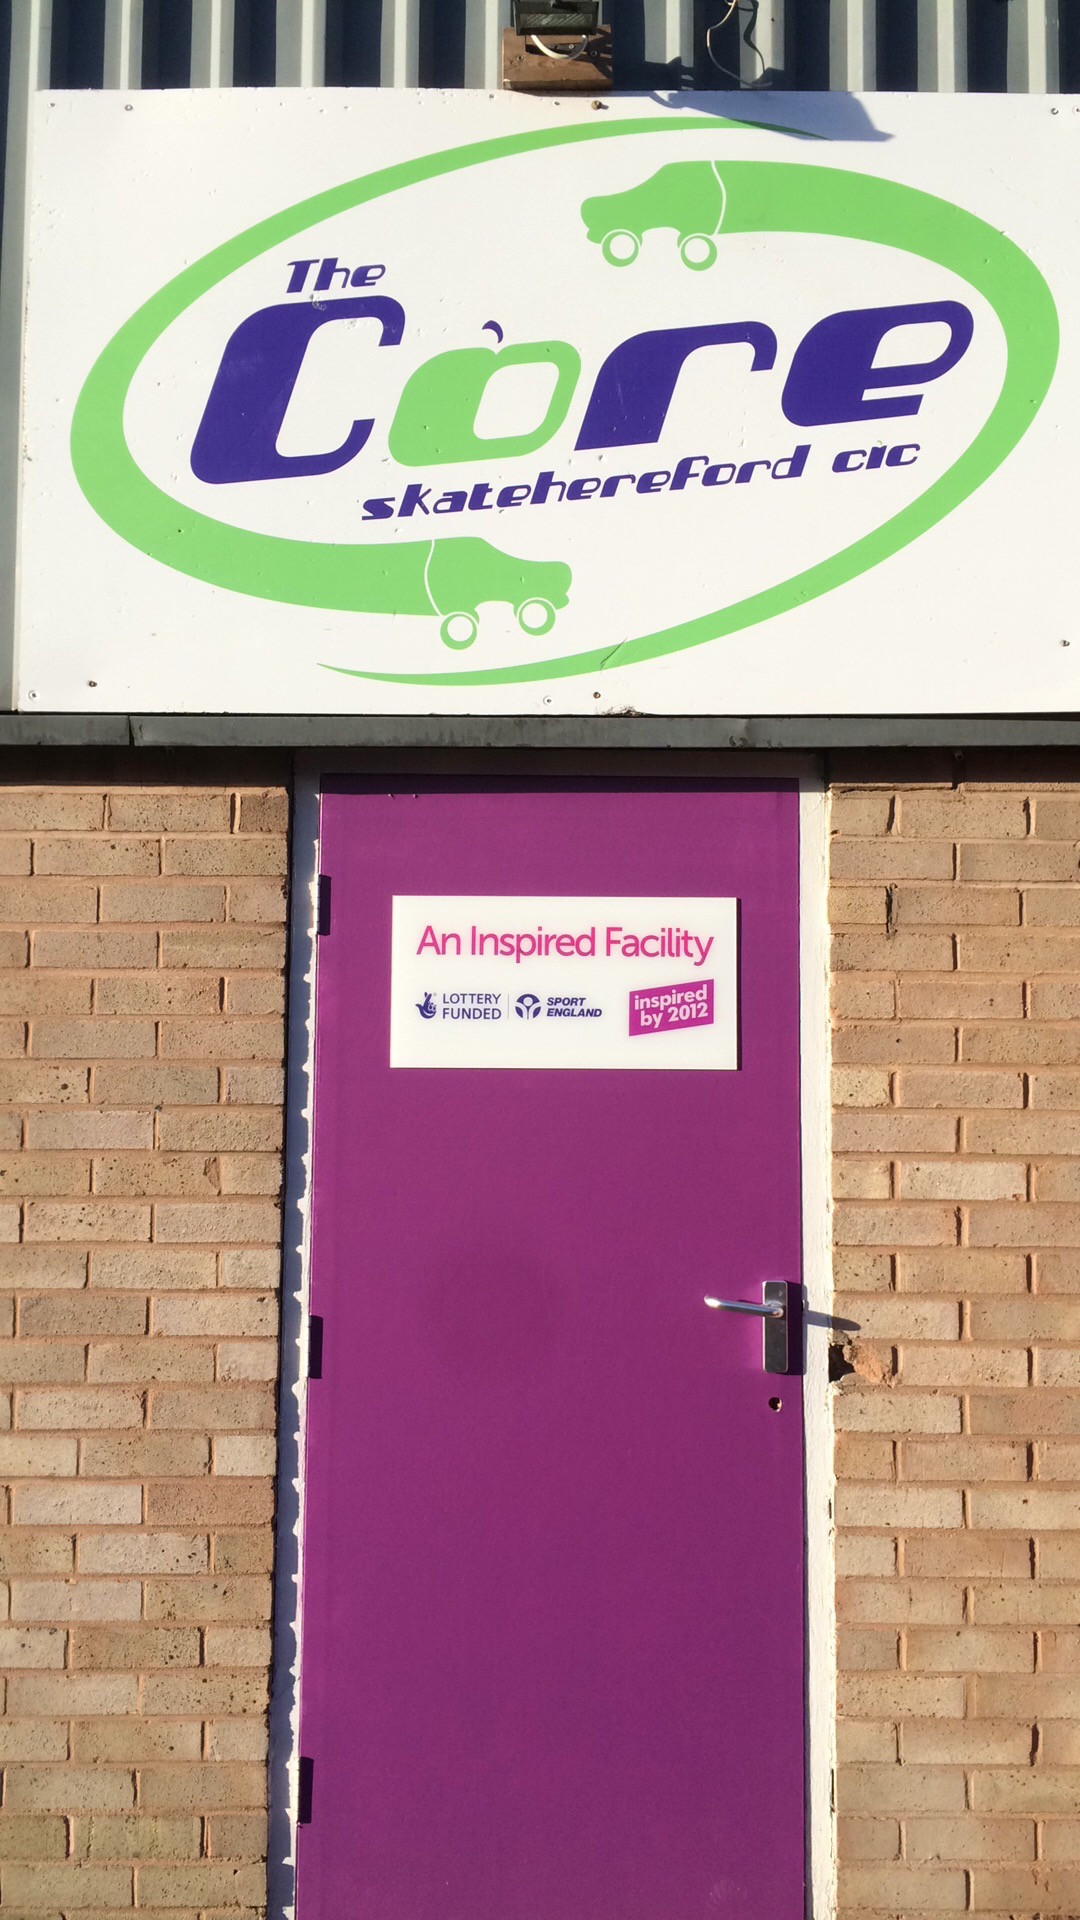 The
Core
skatehereford cic
An Inspired Facility
LOTTERY FUNDED
SPORT ENGLAND
inspired
by 2012